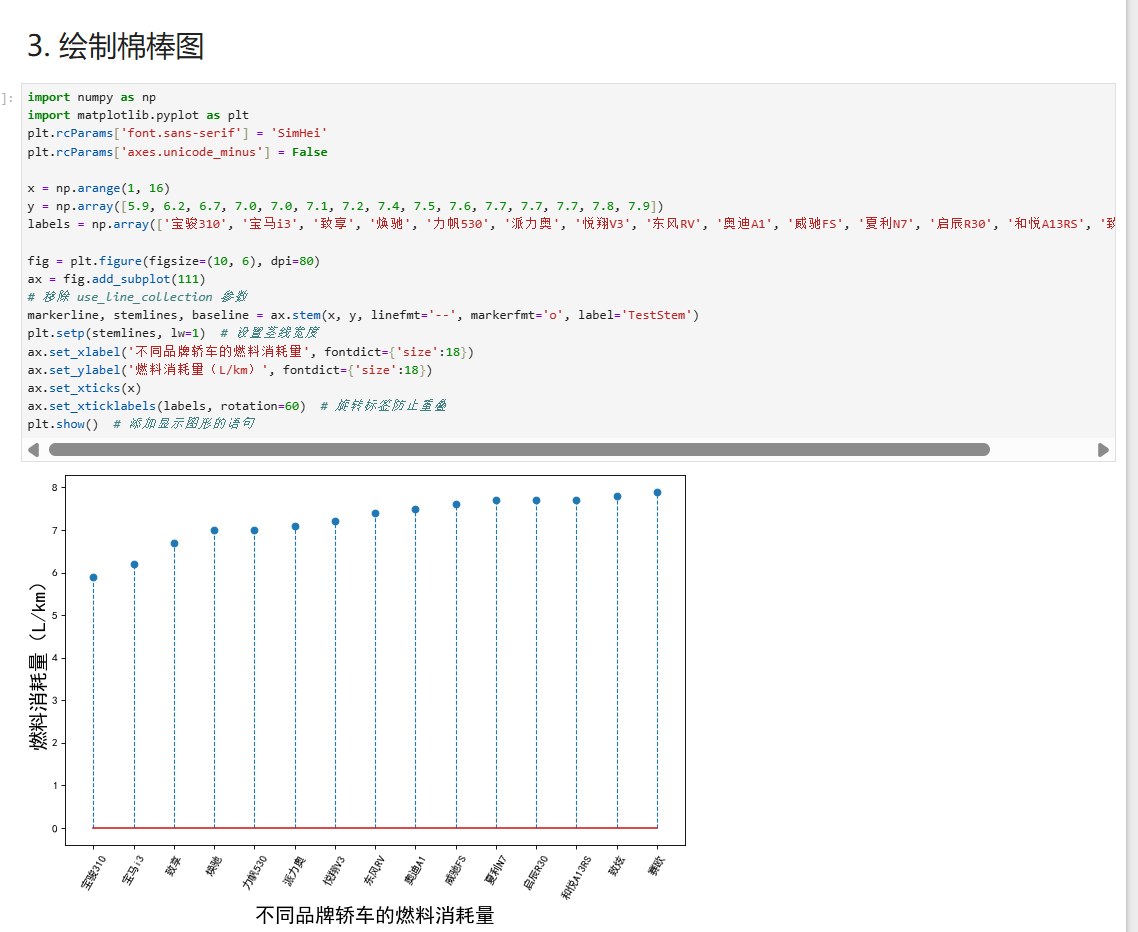 3. 绘制棉棒图
]:
import numpy as np
import matplotlib.pyplot as plt
plt.rcParams['font.sans-serif'] = 'SimHei'
plt.rcParams['axes.unicode_minus'] = False
x = np.arange(1, 16)
y = np.array([5.9, 6.2, 6.7, 7.0, 7.0, 7.1, 7.2, 7.4, 7.5, 7.6, 7.7, 7.7, 7.7, 7.8, 7.9])
labels = np.array(['宝骏310', '宝马i3', '致享', '焕驰', '力帆530', '派力奥', '悦翔V3', '东风RV', '奥迪A1', '威驰FS', '夏利N7', '启辰R30', '和悦A13RS', '致
fig = plt.figure(figsize=(10, 6), dpi=80)
ax = fig.add_subplot(111)
# 移除 use_line_collection 参数
markerline, stemlines, baseline = ax.stem(x, y, linefmt='--', markerfmt='o', label='TestStem')
plt.setp(stemlines, lw=1)  # 设置茎线宽度
ax.set_xlabel('不同品牌轿车的燃料消耗量', fontdict={'size':18})
ax.set_ylabel('燃料消耗量（L/km）', fontdict={'size':18})
ax.set_xticks(x)
ax.set_xticklabels(labels, rotation=60)  # 旋转标签防止重叠
plt.show()  # 添加显示图形的语句
8
7
6
5
4
3
2
1
0
燃料消耗量（L/km）
宝骏310
宝马i3
致享
焕驰
力帆530
派力奥
悦翔V3
东风RV
奥迪A1
威驰FS
夏利N7
启辰R30
和悦A13RS
致炫
赛欧
不同品牌轿车的燃料消耗量